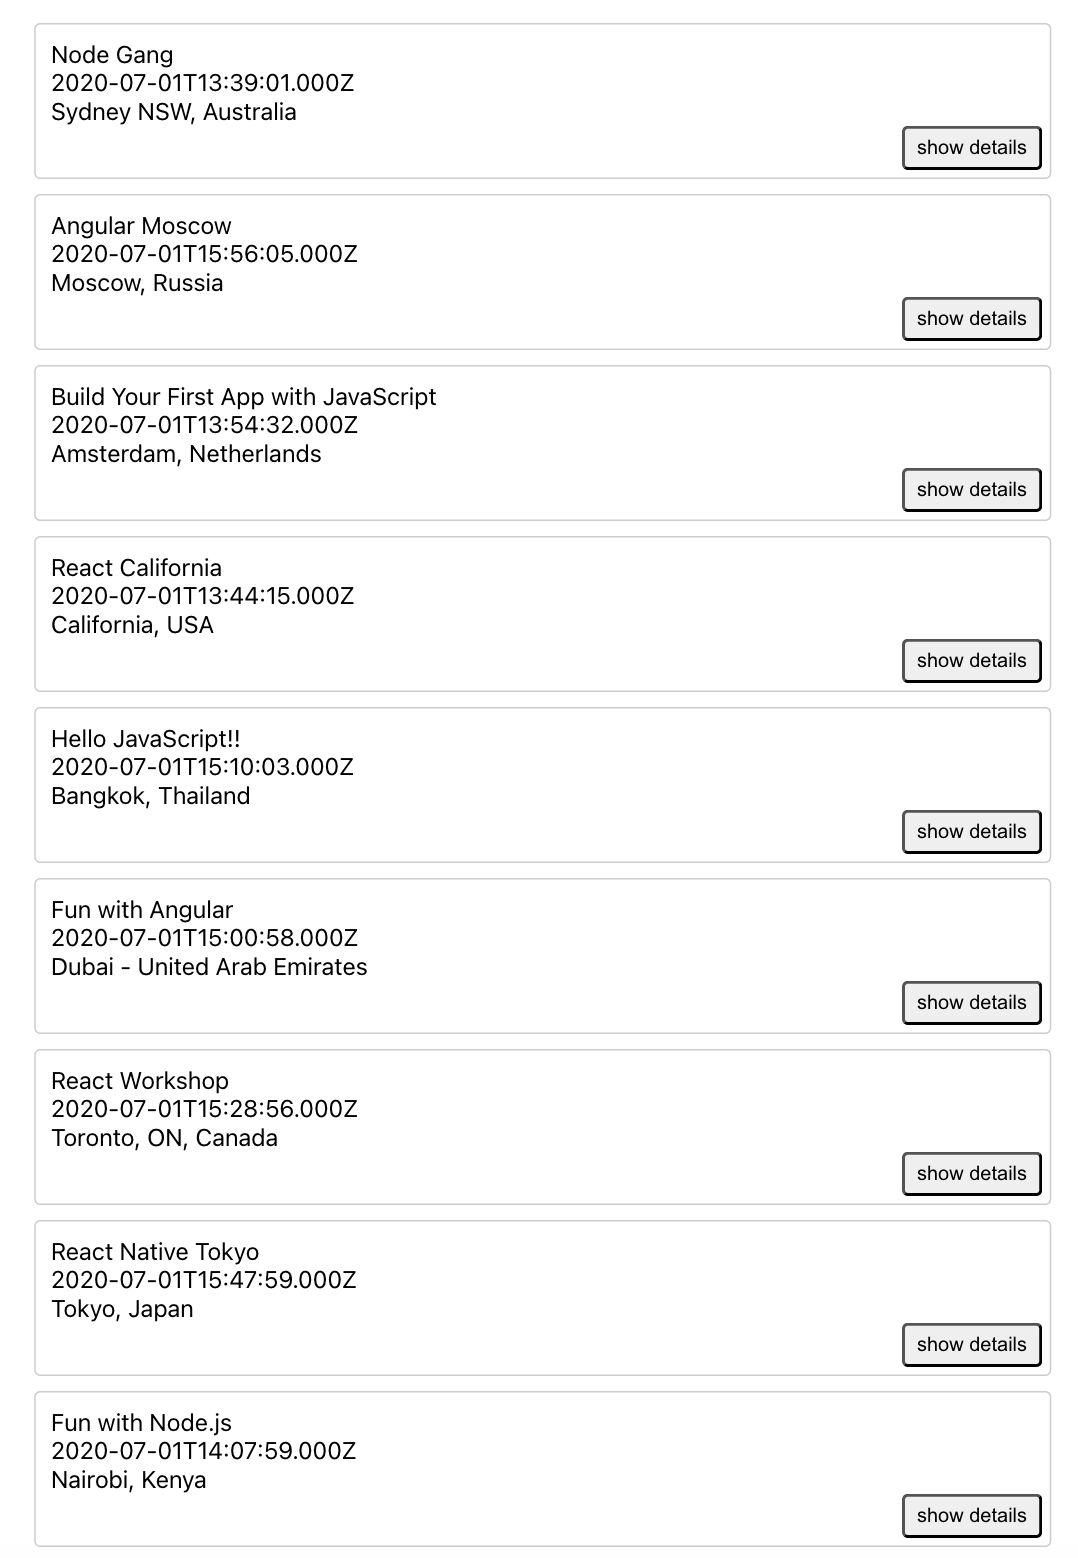 Node Gang
2020-07-01T13:39:01.000Z
Sydney NSW, Australia
show details
Angular Moscow
2020-07-01T15:56:05.000Z
Moscow, Russia
show details
Build Your First App with JavaScript
2020-07-01T13:54:32.000Z
Amsterdam, Netherlands
show details
React California
2020-07-01T13:44:15.000Z
California, USA
show details
Hello JavaScript!!
2020-07-01T15:10:03.000Z
Bangkok, Thailand
show details
Fun with Angular
2020-07-01T15:00:58.000Z
Dubai - United Arab Emirates
show details
React Workshop
2020-07-01T15:28:56.000Z
Toronto, ON, Canada
show details
React Native Tokyo
2020-07-01T15:47:59.000Z
Tokyo, Japan
show details
Fun with Node.js
2020-07-01T14:07:59.000Z
Nairobi, Kenya
show details